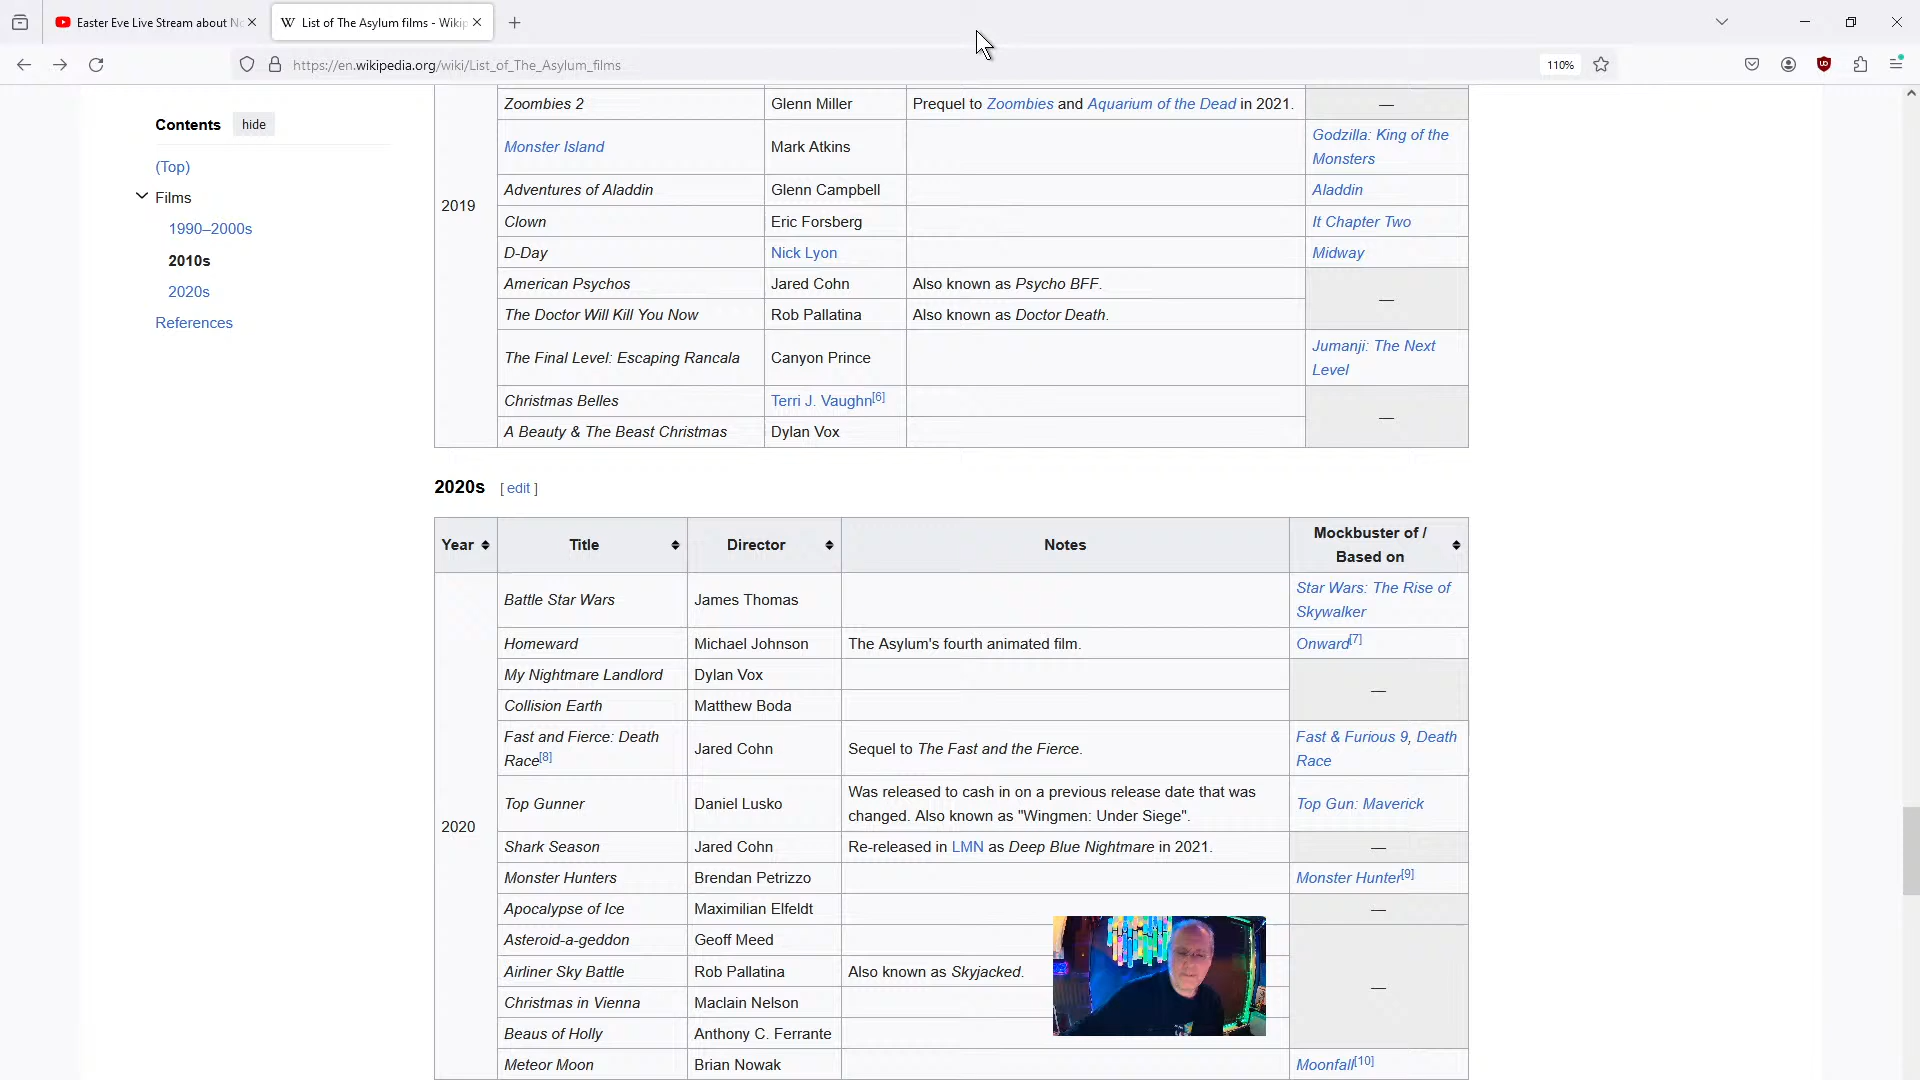 Easter Eve Live Stream about No
List of The Asylum films - Wikip
https://en.wikipedia.org/wiki/List_of_The_Asylum_films
110%
Contents hide
(Top)
Films
1990–2000s
2010s
2020s
References
Zoombies 2 Glenn Miller Prequel to Zoombies and Aquarium of the Dead in 2021. —
Monster Island Mark Atkins Godzilla: King of the
Monsters
2019
Adventures of Aladdin Glenn Campbell Aladdin
Clown Eric Forsberg It Chapter Two
D-Day Nick Lyon Midway
American Psychos Jared Cohn Also known as Psycho BFF.
—
The Doctor Will Kill You Now Rob Pallatina Also known as Doctor Death.
The Final Level: Escaping Rancala Canyon Prince Jumanji: The Next
Level
Christmas Belles Terri J. Vaughn[6]
—
A Beauty & The Beast Christmas Dylan Vox
2020s [ edit ]
Year Title Director Notes Mockbuster of /
Based on
Battle Star Wars James Thomas Star Wars: The Rise of
Skywalker
Homeward Michael Johnson The Asylum's fourth animated film. Onward[7]
My Nightmare Landlord Dylan Vox
—
Collision Earth Matthew Boda
Fast and Fierce: Death
Race[8] Jared Cohn Sequel to The Fast and the Fierce. Fast & Furious 9, Death
Race
Top Gunner Daniel Lusko Was released to cash in on a previous release date that was
changed. Also known as "Wingmen: Under Siege". Top Gun: Maverick
2020
Shark Season Jared Cohn Re-released in LMN as Deep Blue Nightmare in 2021. —
Monster Hunters Brendan Petrizzo Monster Hunter[9]
Apocalypse of Ice Maximilian Elfeldt —
Asteroid-a-geddon Geoff Meed
Airliner Sky Battle Rob Pallatina Also known as Skyjacked.
—
Christmas in Vienna Maclain Nelson
Beaus of Holly Anthony C. Ferrante
Meteor Moon Brian Nowak Moonfall[10]